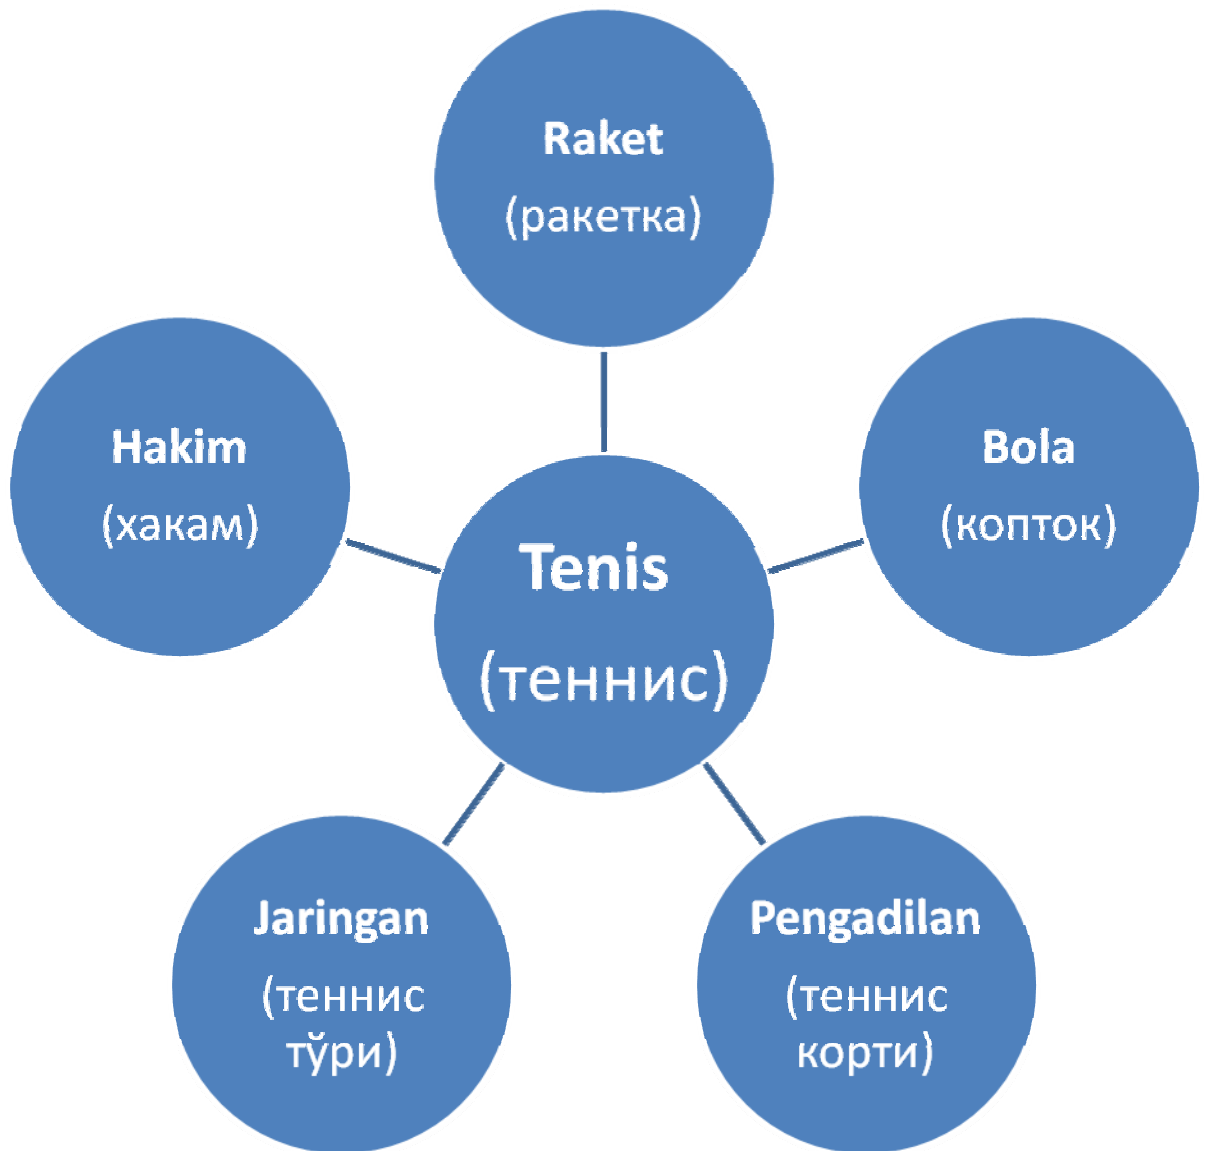 Raket
(ракетка)
Hakim
(хакам)
Bola
(копток)
Tenis
(теннис)
Jaringan
(теннис
тўри)
Pengadilan
(теннис
корти)